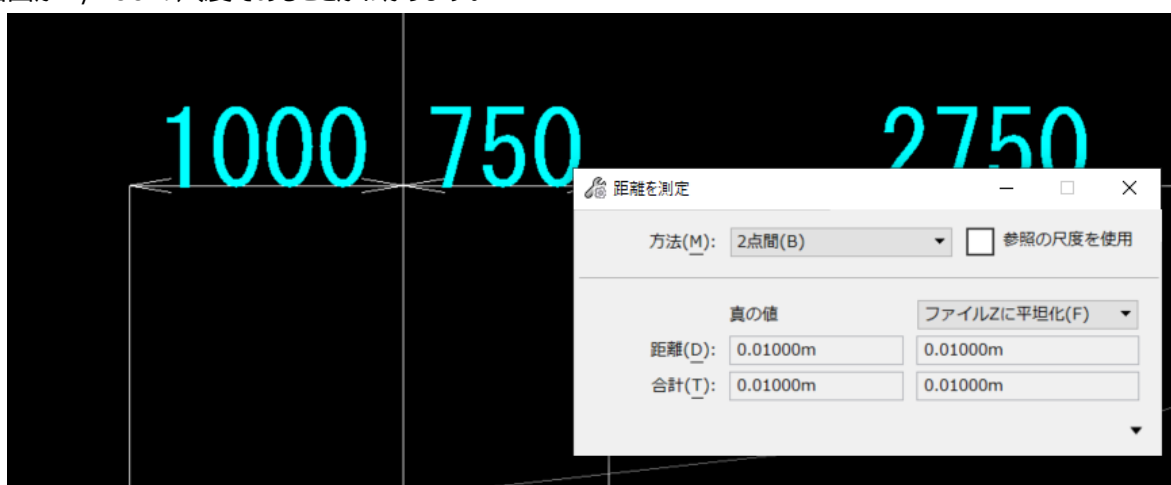 1000 750 2750
距離を測定
方法(M): 2点間(B) 参照の尺度を使用
真の値 ファイルZに平坦化(F)
距離(D): 0.01000m 0.01000m
合計(T): 0.01000m 0.01000m